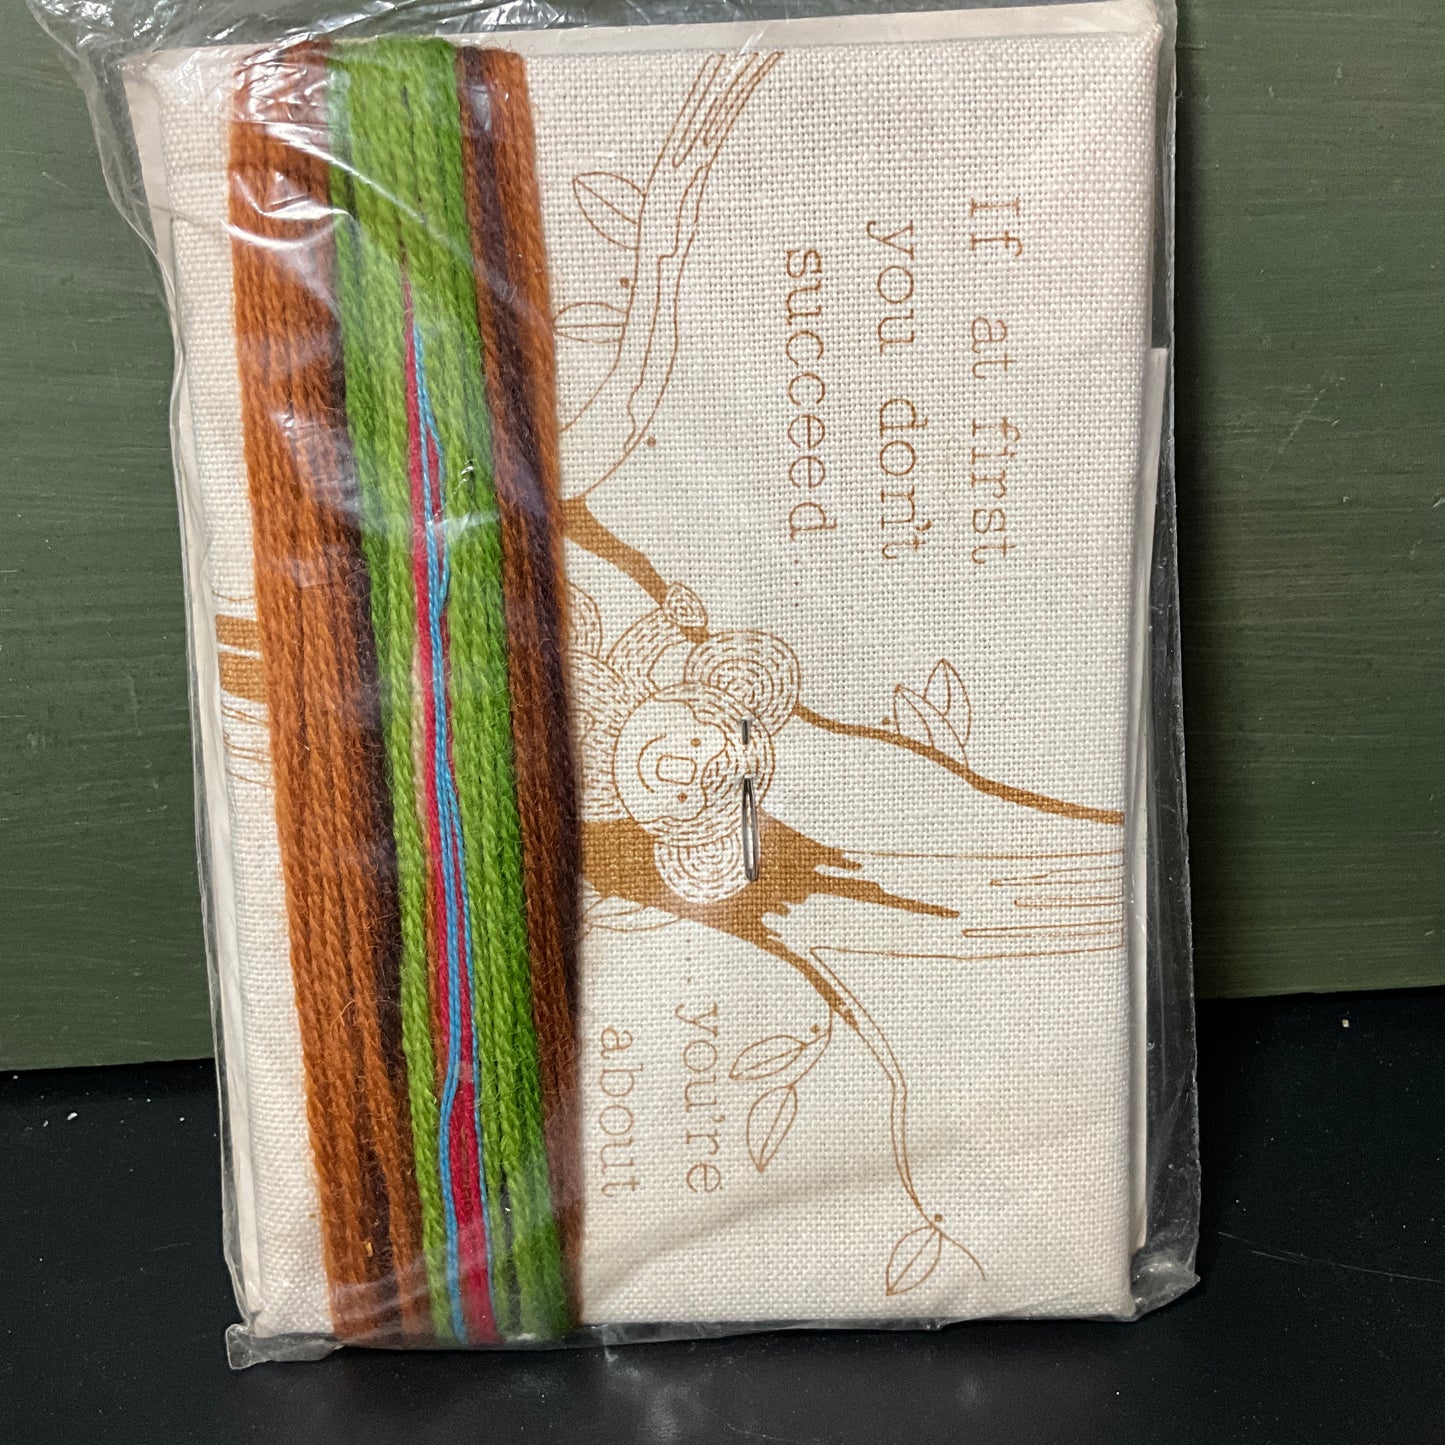 If at first
you don't
succeed...
...you're
about